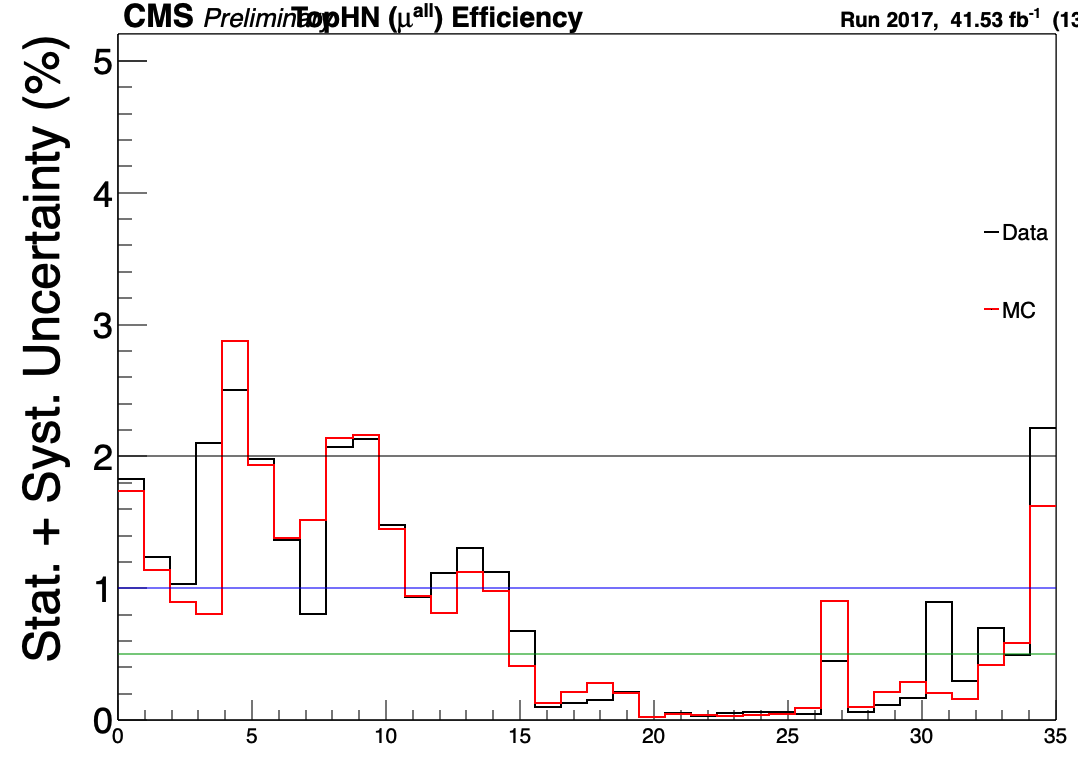 CMS Preliminary TopHN (μ^all) Efficiency Run 2017, 41.53 fb^-1 (13
Stat. + Syst. Uncertainty (%)
5
4
Data
3
MC
2
1
0
0 5 10 15 20 25 30 35